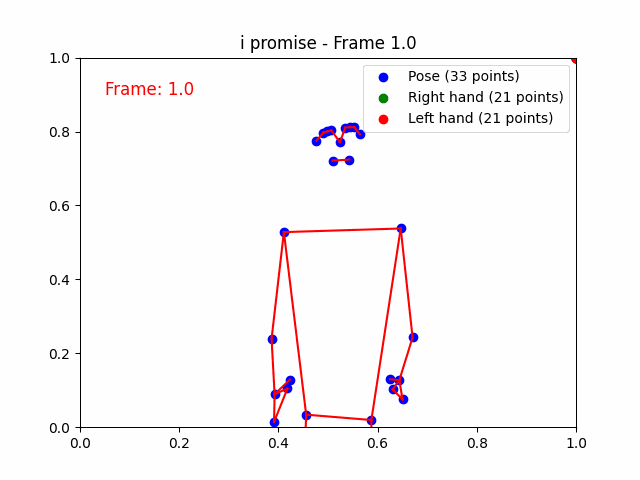 i promise - Frame 1.0
Frame: 1.0
Pose (33 points)
Right hand (21 points)
Left hand (21 points)
1.0
0.8
0.6
0.4
0.2
0.0
0.0 0.2 0.4 0.6 0.8 1.0